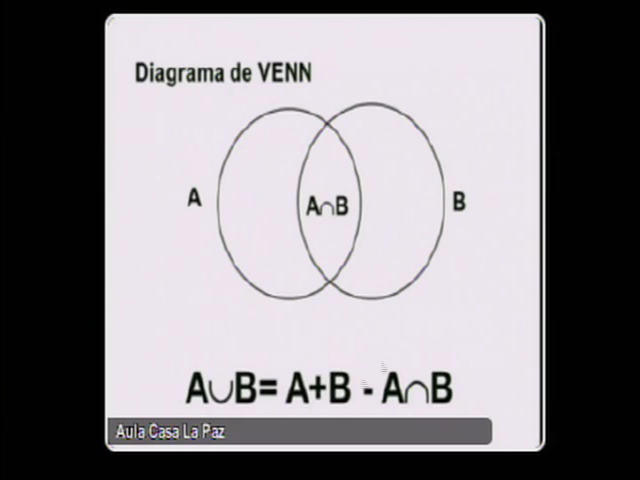 Diagrama de VENN
A
A∩B
B
A∪B= A+B - A∩B
Aula Casa La Paz